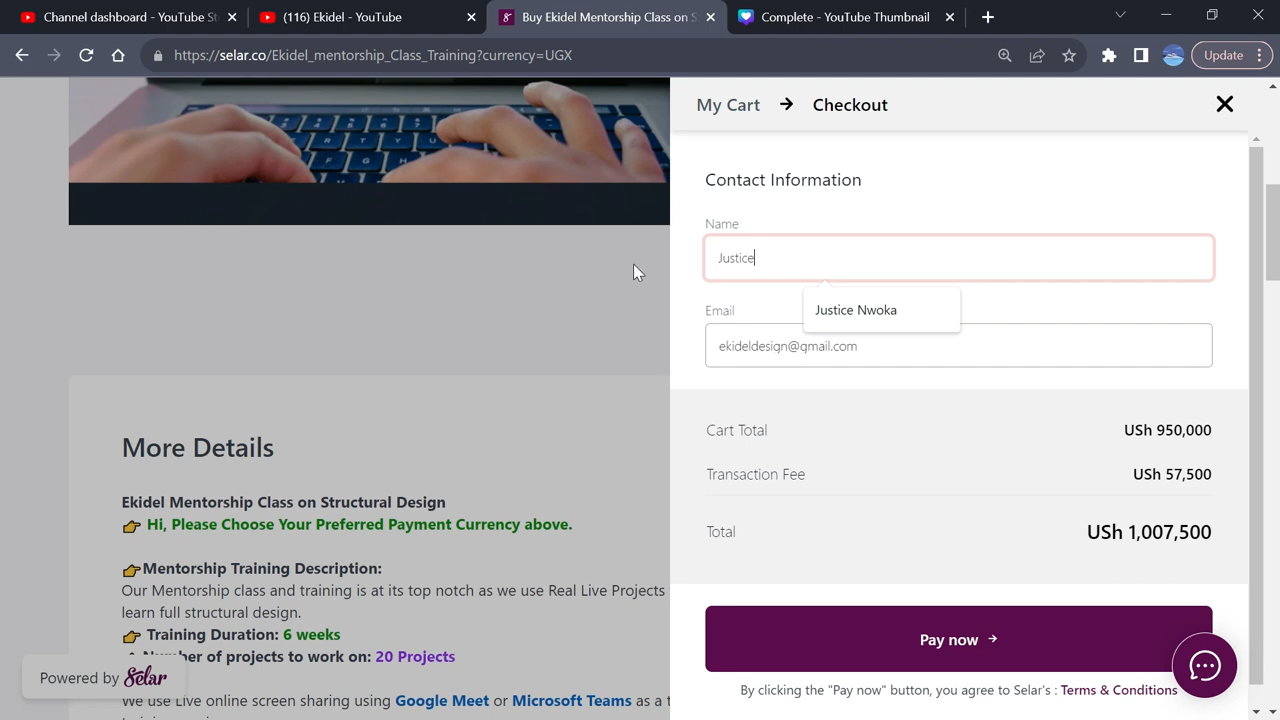 Channel dashboard - YouTube St
(116) Ekidel - YouTube
Buy Ekidel Mentorship Class on S
Complete - YouTube Thumbnail
https://selar.co/Ekidel_mentorship_Class_Training?currency=UGX
Update
My Cart → Checkout
Contact Information
Name
Justice
Justice Nwoka
Email
ekideldesign@gmail.com
Cart Total USh 950,000
Transaction Fee USh 57,500
Total USh 1,007,500
Pay now →
By clicking the "Pay now" button, you agree to Selar's : Terms & Conditions
More Details
Ekidel Mentorship Class on Structural Design
👉 Hi, Please Choose Your Preferred Payment Currency above.
👉Mentorship Training Description:
Our Mentorship class and training is at its top notch as we use Real Live Projects
learn full structural design.
👉 Training Duration: 6 weeks
Number of projects to work on: 20 Projects
Powered by Selar
We use Live online screen sharing using Google Meet or Microsoft Teams as a t